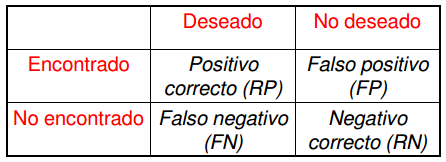 Deseado No deseado
Encontrado Positivo Falso positivo
correcto (RP) (FP)
No encontrado Falso negativo Negativo
(FN) correcto (RN)